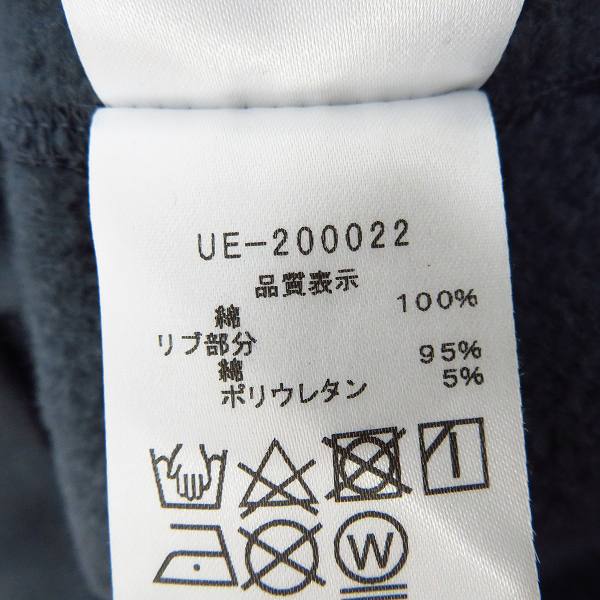 UE-200022
品質表示
綿 100%
リブ部分
綿 95%
ポリウレタン 5%
W